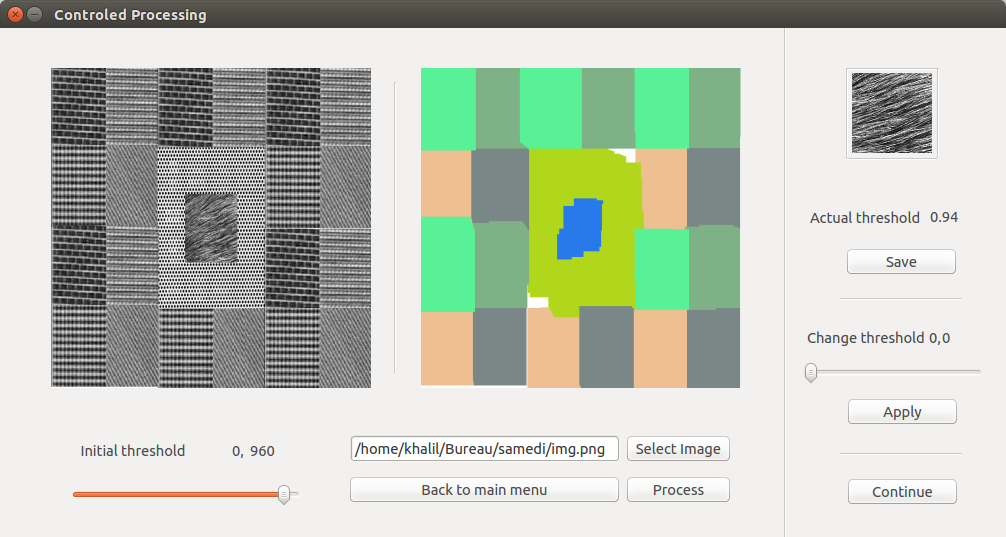 Controled Processing
Actual threshold 0.94
Save
Change threshold 0,0
Apply
Initial threshold 0, 960
/home/khalil/Bureau/samedi/img.png
Select Image
Back to main menu
Process
Continue